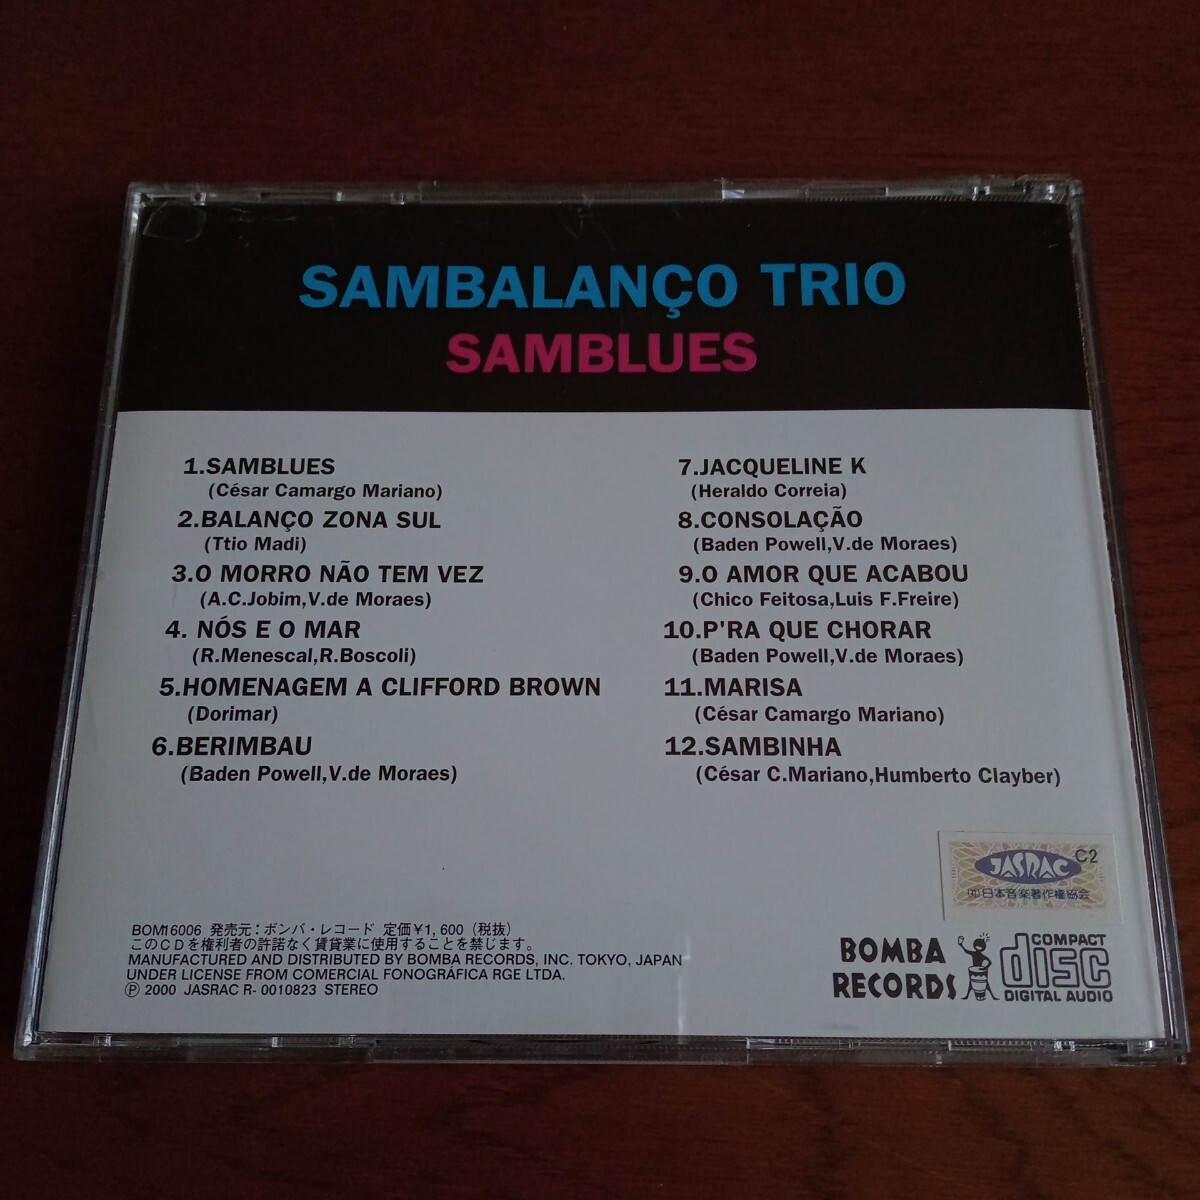 SAMBALANÇO TRIO
SAMBLUES
1.SAMBLUES
(César Camargo Mariano)
2.BALANÇO ZONA SUL
(Ttio Madi)
3.O MORRO NÃO TEM VEZ
(A.C.Jobim,V.de Moraes)
4. NÓS E O MAR
(R.Menescal,R.Boscoli)
5.HOMENAGEM A CLIFFORD BROWN
(Dorimar)
6.BERIMBAU
(Baden Powell,V.de Moraes)
7.JACQUELINE K
(Heraldo Correia)
8.CONSOLAÇÃO
(Baden Powell,V.de Moraes)
9.O AMOR QUE ACABOU
(Chico Feitosa,Luis F.Freire)
10.P'RA QUE CHORAR
(Baden Powell,V.de Moraes)
11.MARISA
(César Camargo Mariano)
12.SAMBINHA
(César C.Mariano,Humberto Clayber)
JASRAC C2
㈳日本音楽著作権協会
BOM16006 発売元：ボンバ・レコード 定価¥1,600（税抜）
このCDを権利者の許諾なく賃貸業に使用することを禁じます。
MANUFACTURED AND DISTRIBUTED BY BOMBA RECORDS, INC. TOKYO, JAPAN
UNDER LICENSE FROM COMERCIAL FONOGRÁFICA RGE LTDA.
Ⓟ 2000 JASRAC R- 0010823 STEREO
BOMBA
RECORDS
COMPACT
disc
DIGITAL AUDIO